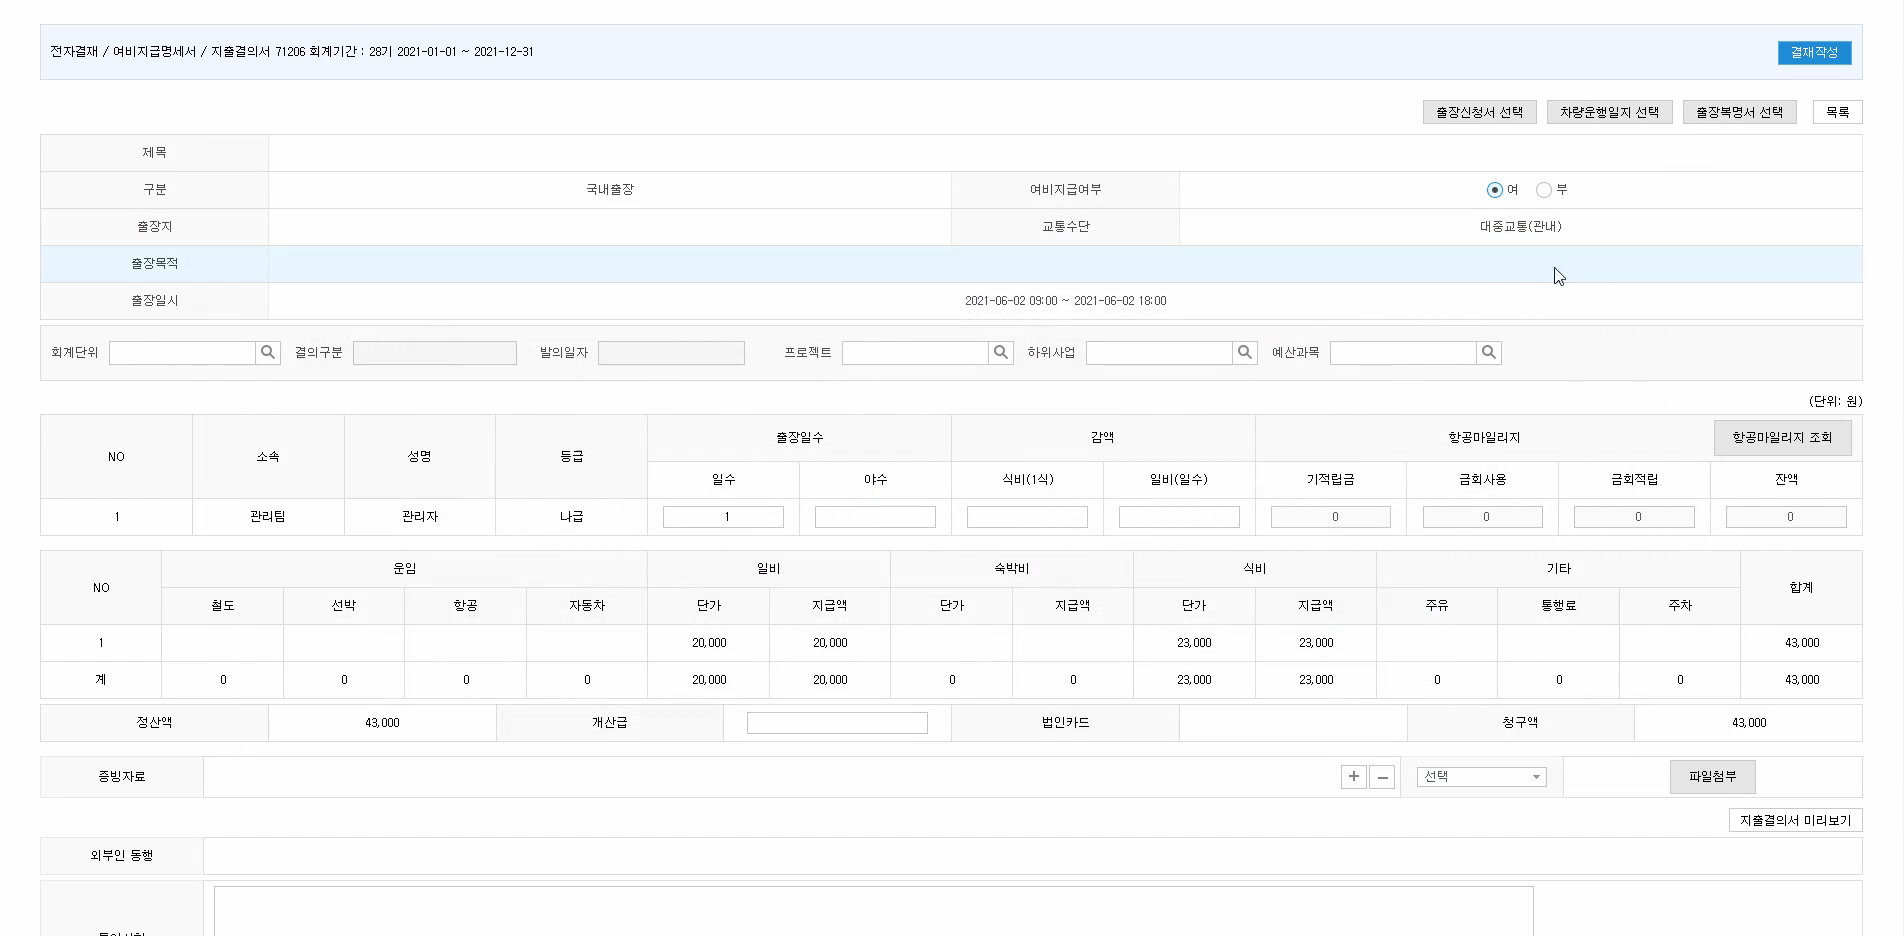 전자결재 / 여비지급명세서 / 지출결의서 71206 회계기간 : 28기 2021-01-01 ~ 2021-12-31
결재작성
출장신청서 선택 차량운행일지 선택 출장복명서 선택 목록
제목
구분 국내출장 여비지급여부 여 부
출장지 교통수단 대중교통(관내)
출장목적
출장일시 2021-06-02 09:00 ~ 2021-06-02 18:00
회계단위 결의구분 발의일자 프로젝트 하위사업 예산과목
(단위: 원)
NO 소속 성명 등급 출장일수 감액 항공마일리지 항공마일리지 조회
일수 야수 식비(1식) 일비(일수) 기적립금 금회사용 금회적립 잔액
1 관리팀 관리자 나급 1 0 0 0 0
NO 운임 일비 숙박비 식비 기타 합계
철도 선박 항공 자동차 단가 지급액 단가 지급액 단가 지급액 주유 통행료 주차
1 20,000 20,000 23,000 23,000 43,000
계 0 0 0 0 20,000 20,000 0 0 23,000 23,000 0 0 0 43,000
정산액 43,000 개산급 법인카드 청구액 43,000
증빙자료 + - 선택 파일첨부
지출결의서 미리보기
외부인 동행